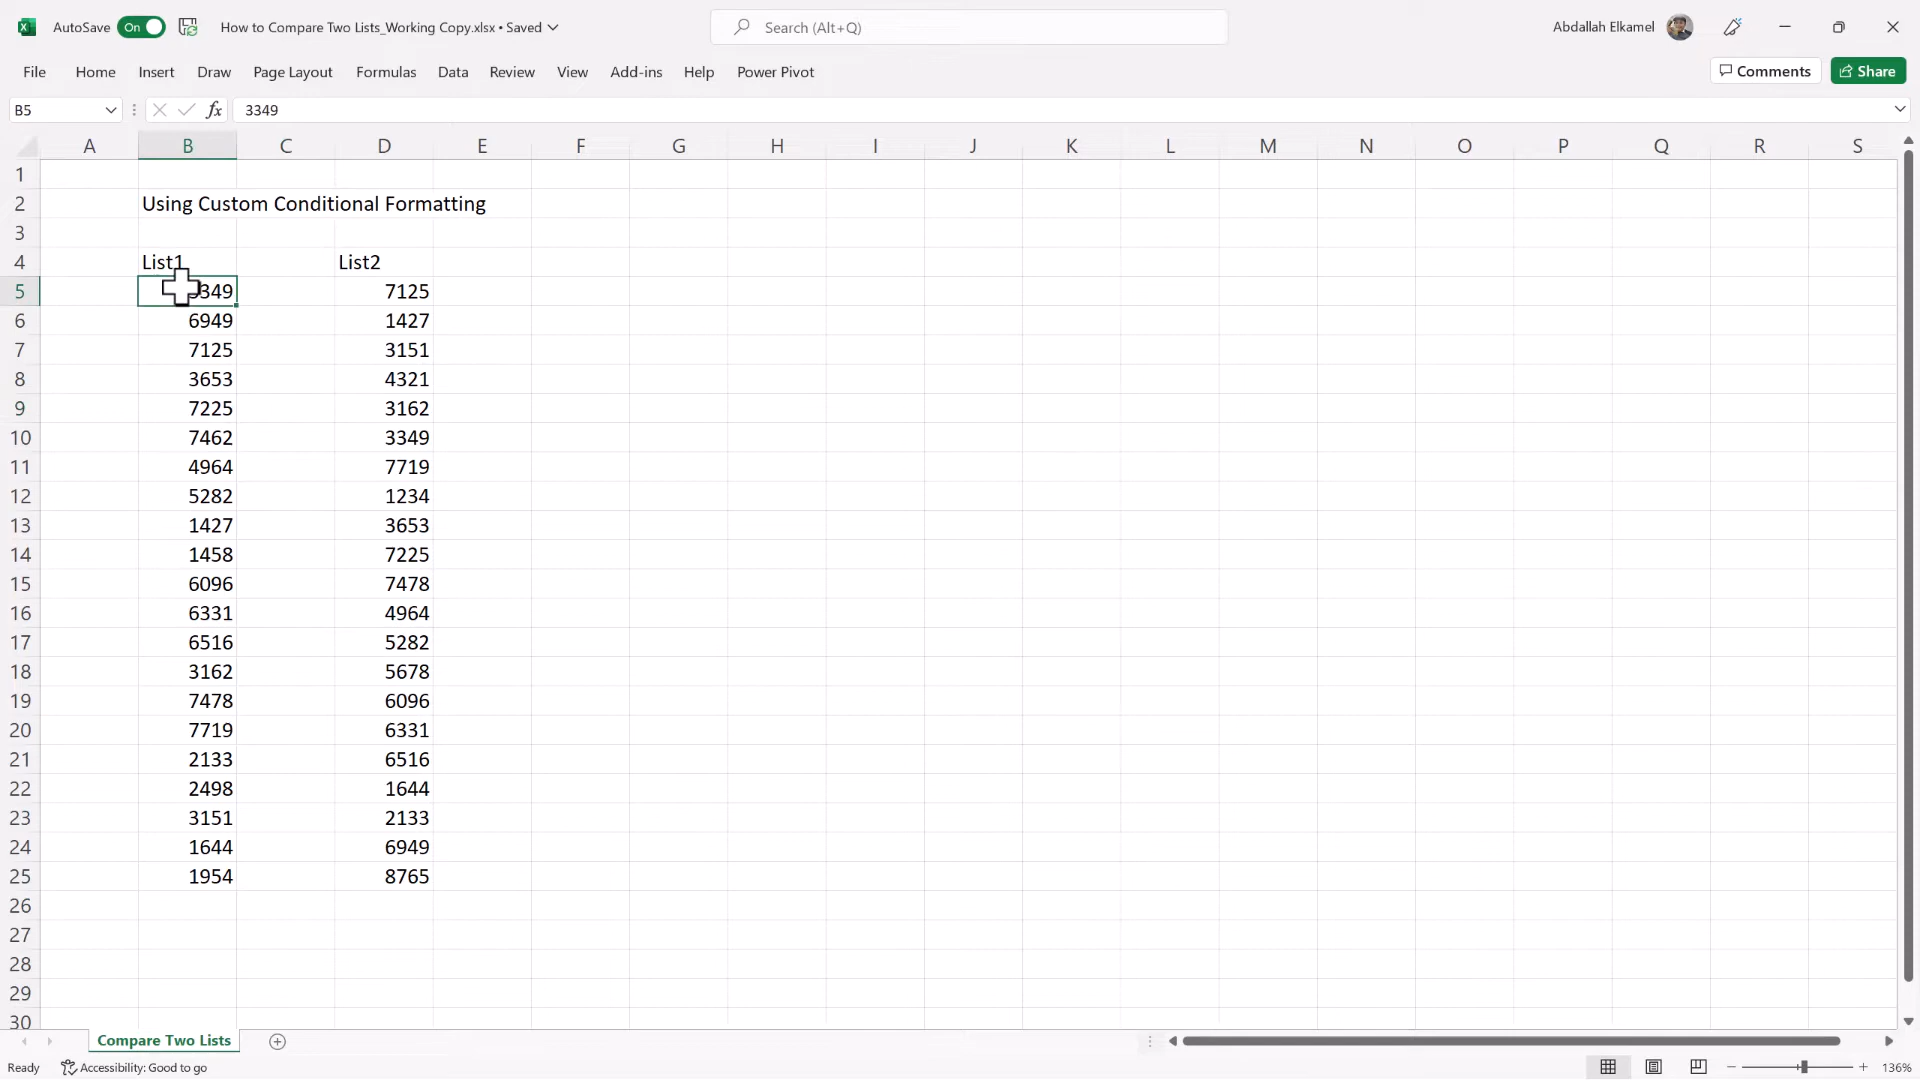 AutoSave On How to Compare Two Lists_Working Copy.xlsx • Saved Search (Alt+Q) Abdallah Elkamel
File Home Insert Draw Page Layout Formulas Data Review View Add-ins Help Power Pivot Comments Share
B5 fx 3349
A B C D E F G H I J K L M N O P Q R S
1
2 Using Custom Conditional Formatting
3
4 List1 List2
5 3349 7125
6 6949 1427
7 7125 3151
8 3653 4321
9 7225 3162
10 7462 3349
11 4964 7719
12 5282 1234
13 1427 3653
14 1458 7225
15 6096 7478
16 6331 4964
17 6516 5282
18 3162 5678
19 7478 6096
20 7719 6331
21 2133 6516
22 2498 1644
23 3151 2133
24 1644 6949
25 1954 8765
26
27
28
29
30
Compare Two Lists
Ready Accessibility: Good to go 136%